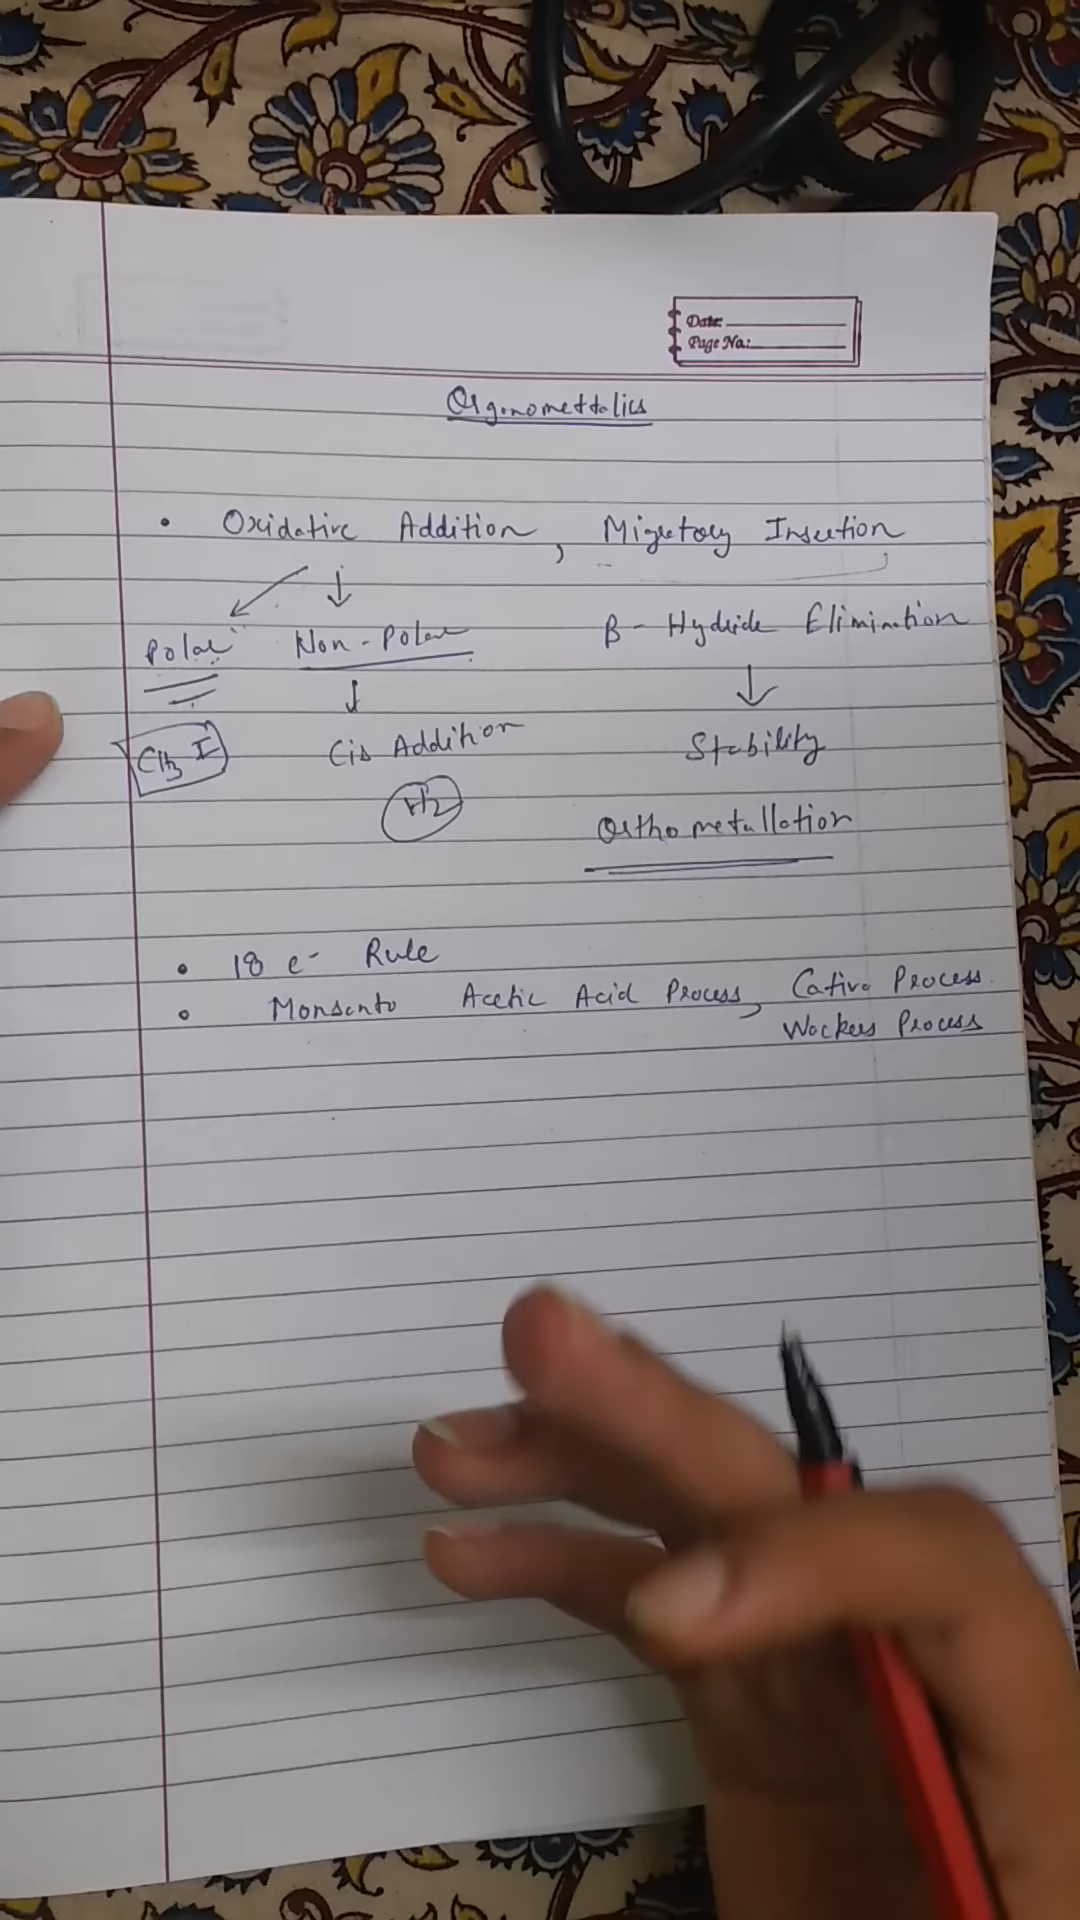 Date:
Page No.:
Orgonomettalics
• Oxidative Addition, Migratory Insertion
Polar Non-Polar β-Hydride Elimination
CH3 I Cis Addition Stability
H2 Orthometallation
• 18 e- Rule
• Monsanto Acetic Acid Process, Cativa Process
Wackers Process